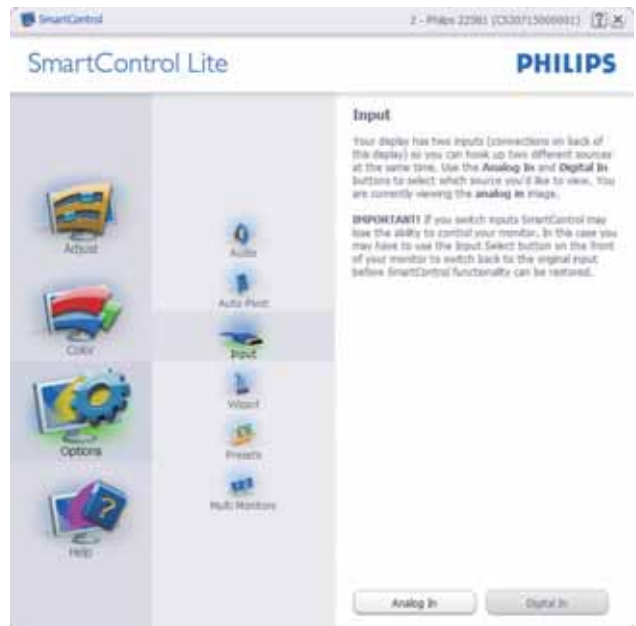 SmartControl
2 - Philips
SmartControl Lite
PHILIPS
Adjust
Color
Options
Help
Audio
Auto Pivot
Input
Wizard
Presets
Multi Monitors
Input
Your display has two inputs (connections on back of
this display) so you can hook up two different sources
at the same time. Use the Analog In and Digital In
buttons to select which source you'd like to view. You
are currently viewing the analog in image.
IMPORTANT! If you switch inputs SmartControl may
lose the ability to control your monitor. In this case you
may have to use the Input Select button on the front
of your monitor to switch back to the original input
before SmartControl functionality can be restored.
Analog In
Digital In